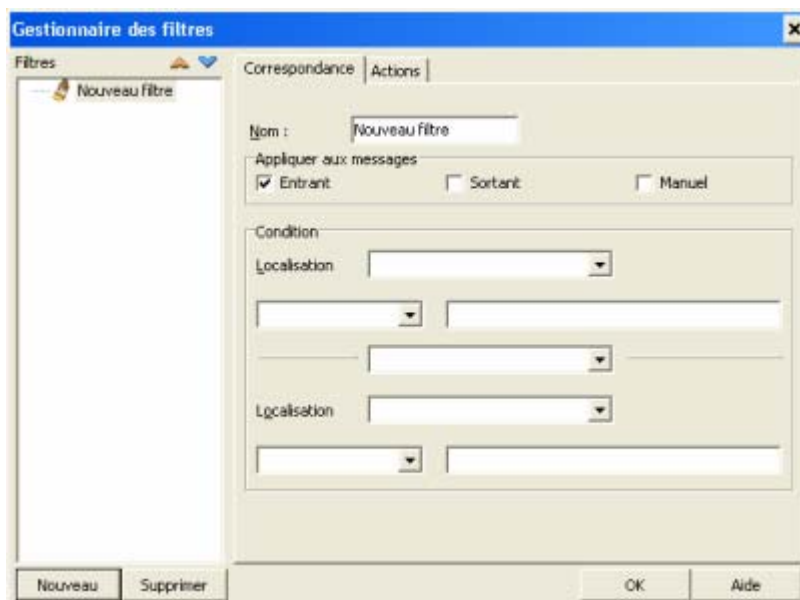 Gestionnaire des filtres
Filtres
Nouveau filtre
Correspondance
Actions
Nom :
Nouveau filtre
Appliquer aux messages
Entrant
Sortant
Manuel
Condition
Localisation
Localisation
Nouveau
Supprimer
OK
Aide